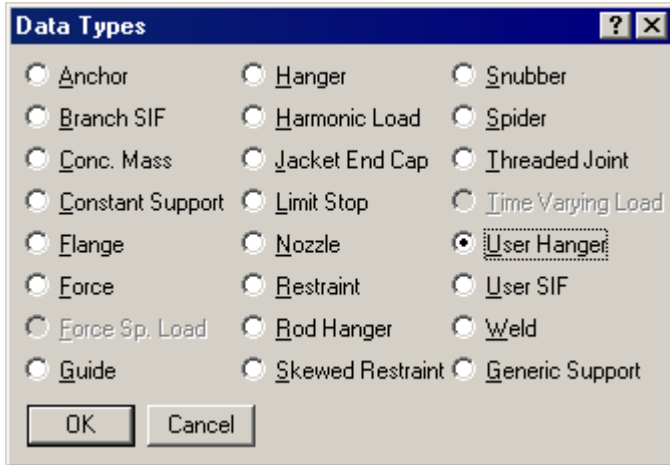 Data Types
Anchor Hanger Snubber
Branch SIF Harmonic Load Spider
Conc. Mass Jacket End Cap Threaded Joint
Constant Support Limit Stop Time Varying Load
Flange Nozzle User Hanger
Force Restraint User SIF
Force Sp. Load Rod Hanger Weld
Guide Skewed Restraint Generic Support
OK Cancel